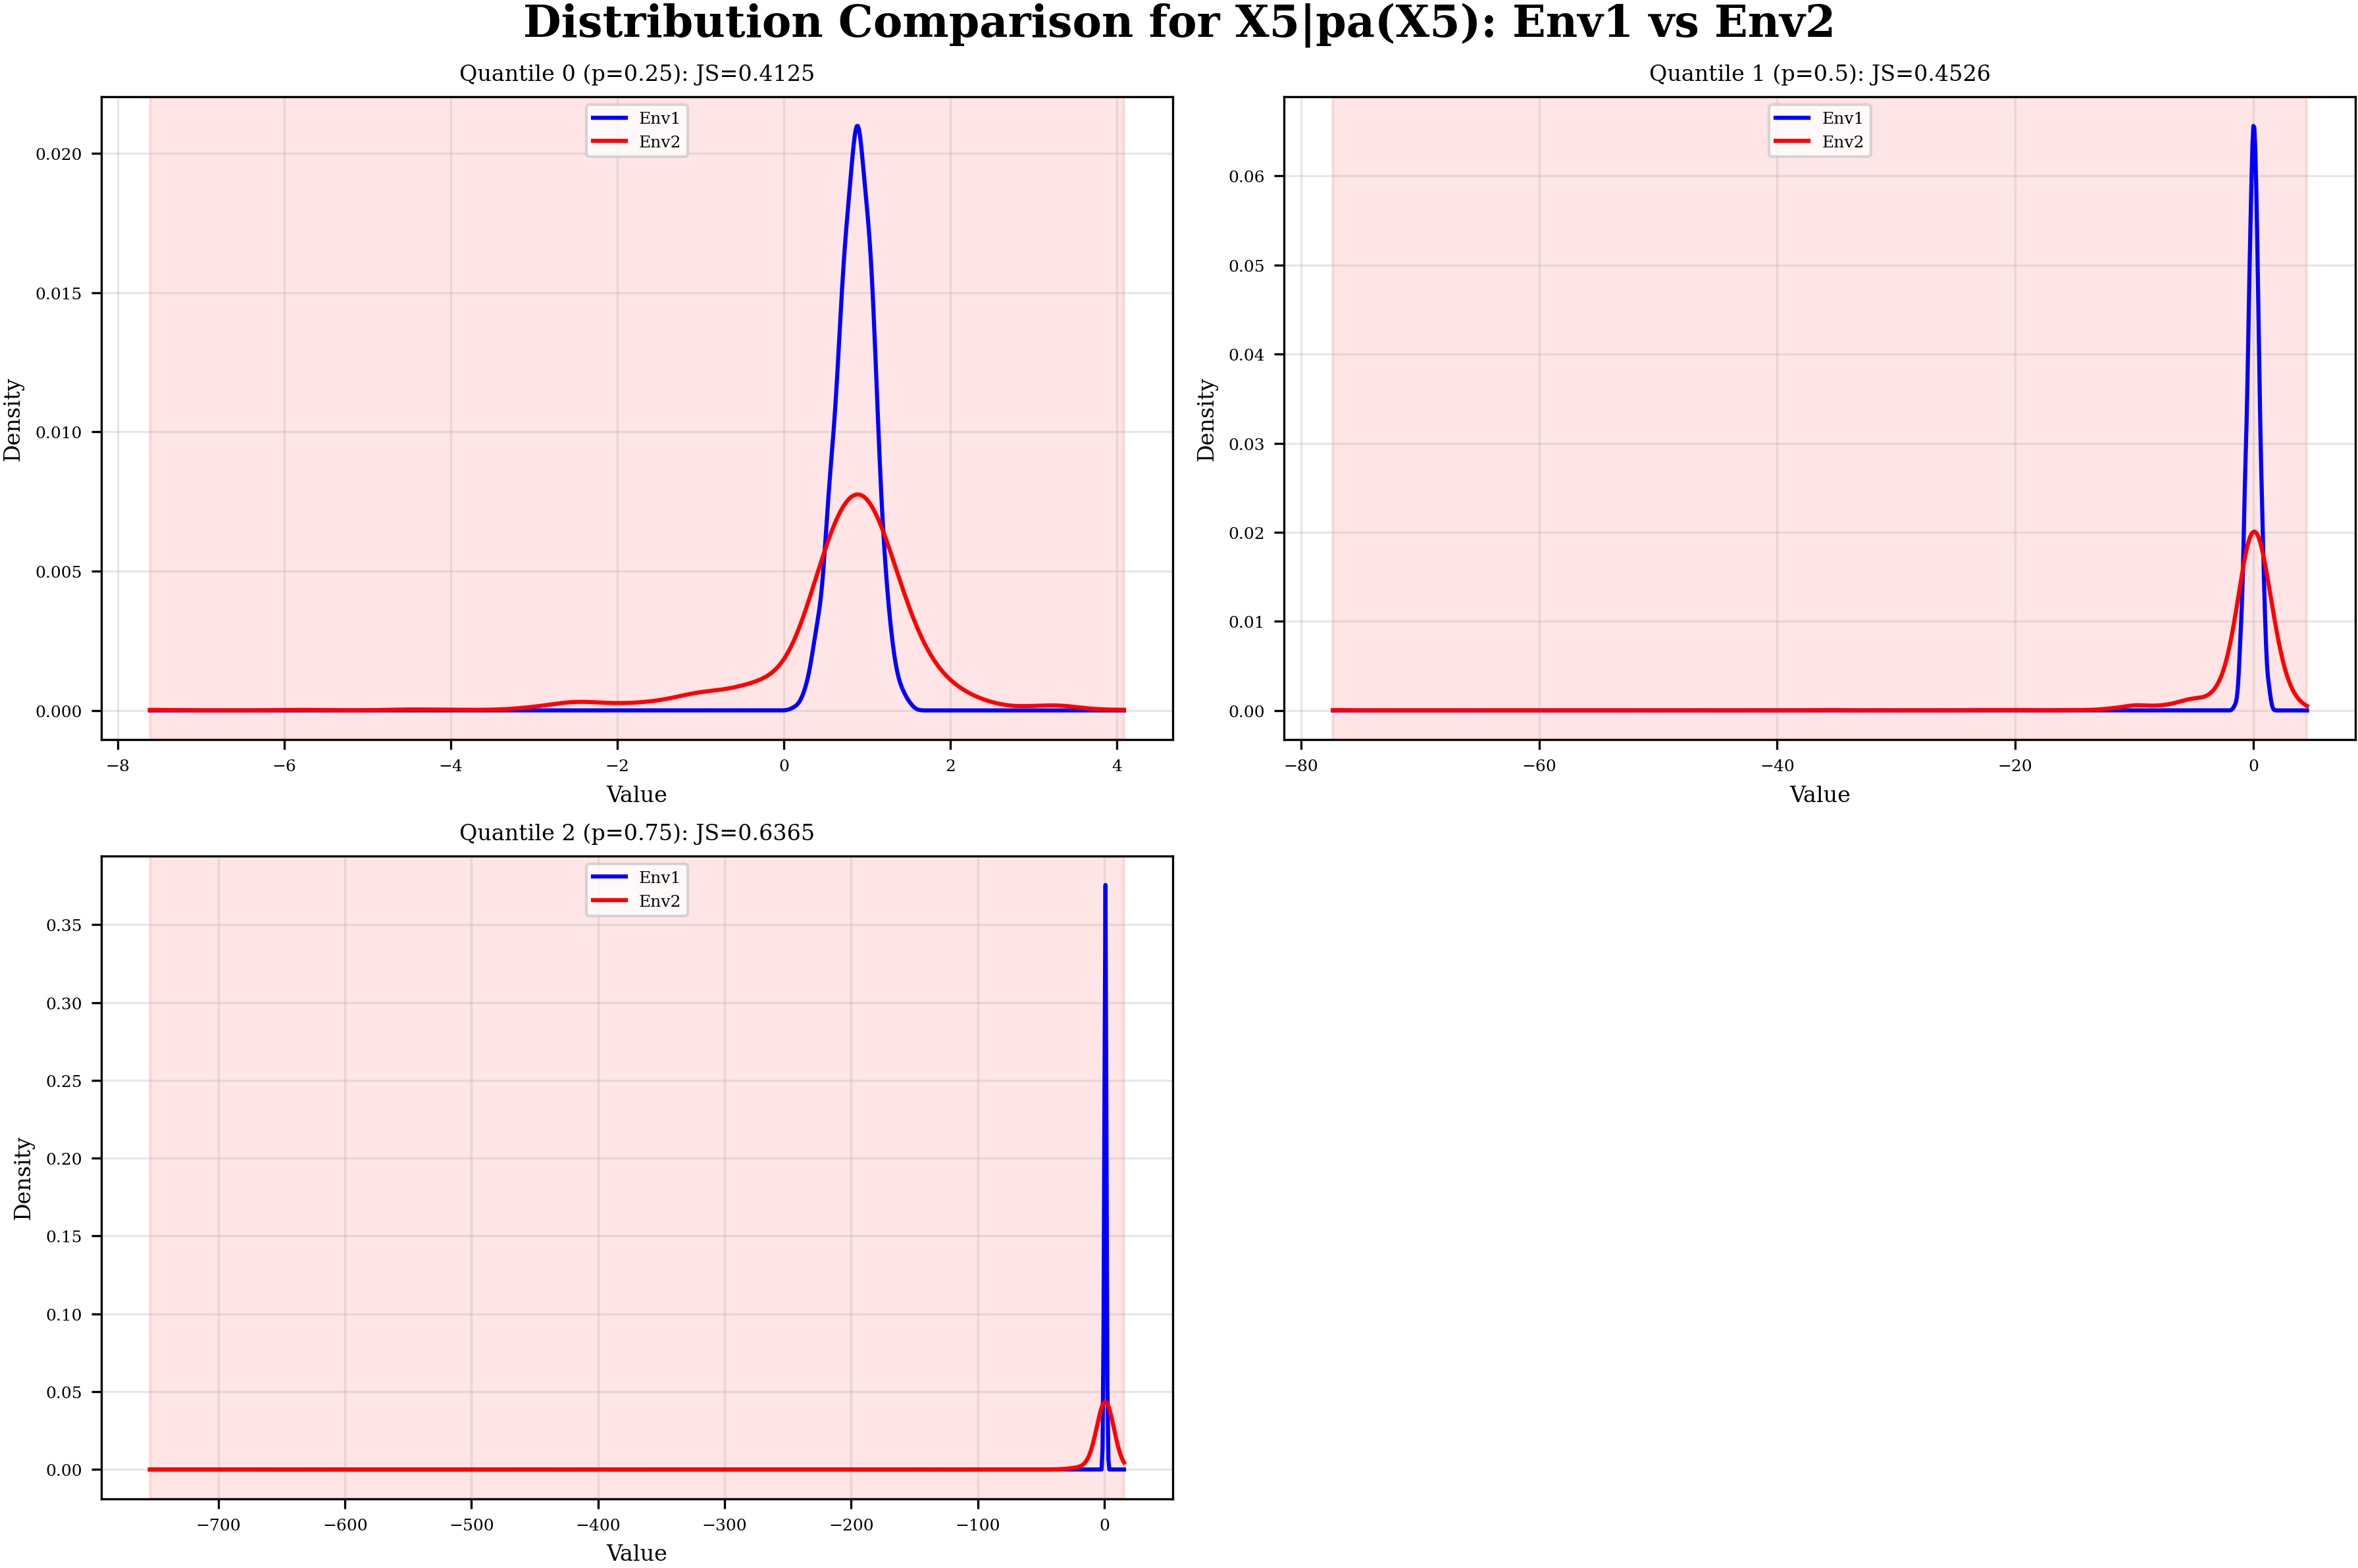 Distribution Comparison for X5|pa(X5): Env1 vs Env2
Quantile 0 (p=0.25): JS=0.4125
Env1
Env2
Density
0.020
0.015
0.010
0.005
0.000
−8 −6 −4 −2 0 2 4
Value
Quantile 1 (p=0.5): JS=0.4526
Env1
Env2
Density
0.06
0.05
0.04
0.03
0.02
0.01
0.00
−80 −60 −40 −20 0
Value
Quantile 2 (p=0.75): JS=0.6365
Env1
Env2
Density
0.35
0.30
0.25
0.20
0.15
0.10
0.05
0.00
−700 −600 −500 −400 −300 −200 −100 0
Value